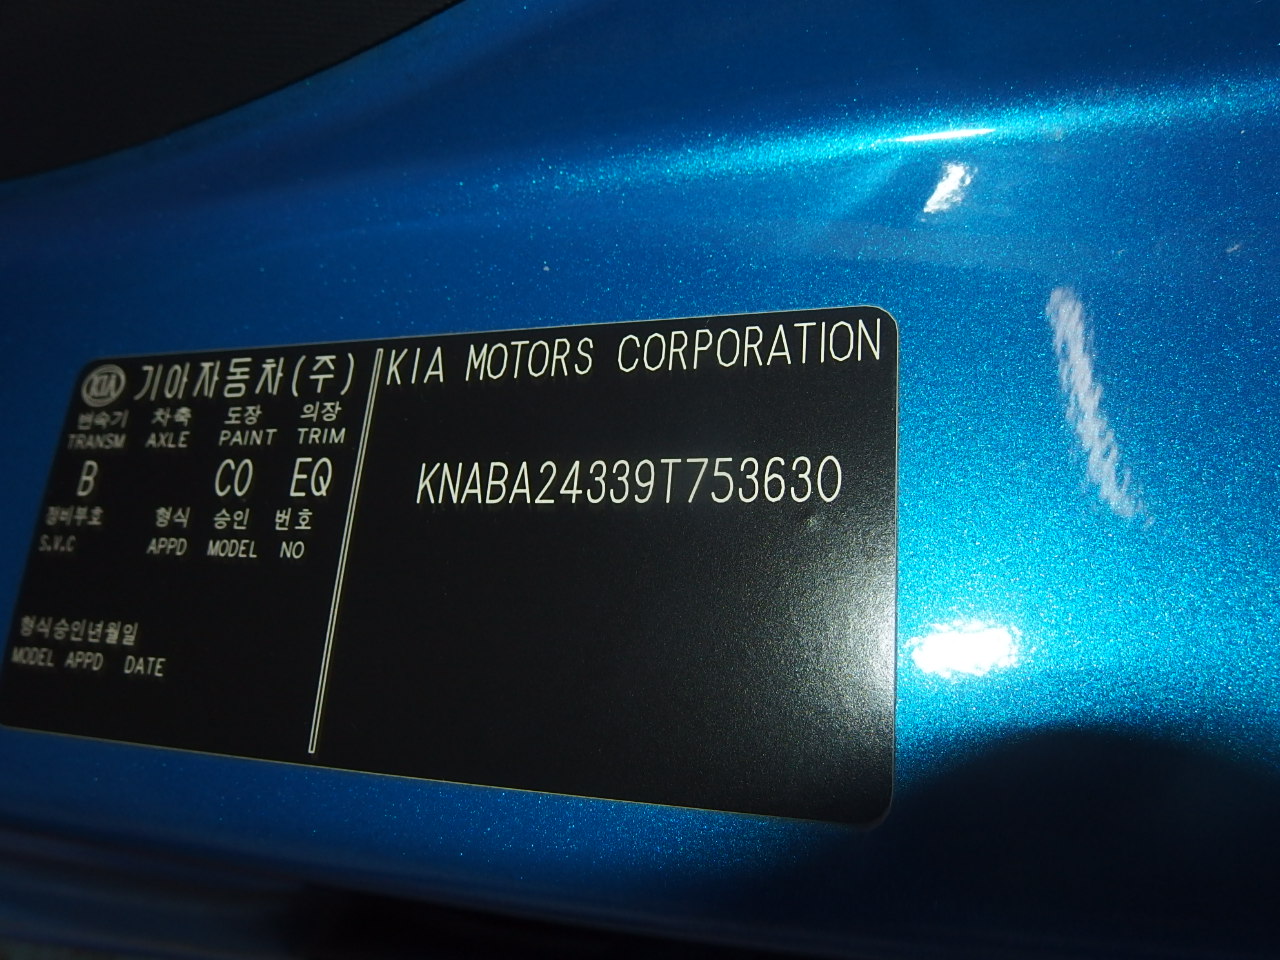 KIA 기아자동차(주)
변속기 차축 도장 의장
TRANSM AXLE PAINT TRIM
B C0 EQ
정비부호 형식 승인 번호
S.V.C APPD MODEL NO
형식승인년월일
MODEL APPD DATE
KIA MOTORS CORPORATION
KNABA24339T753630